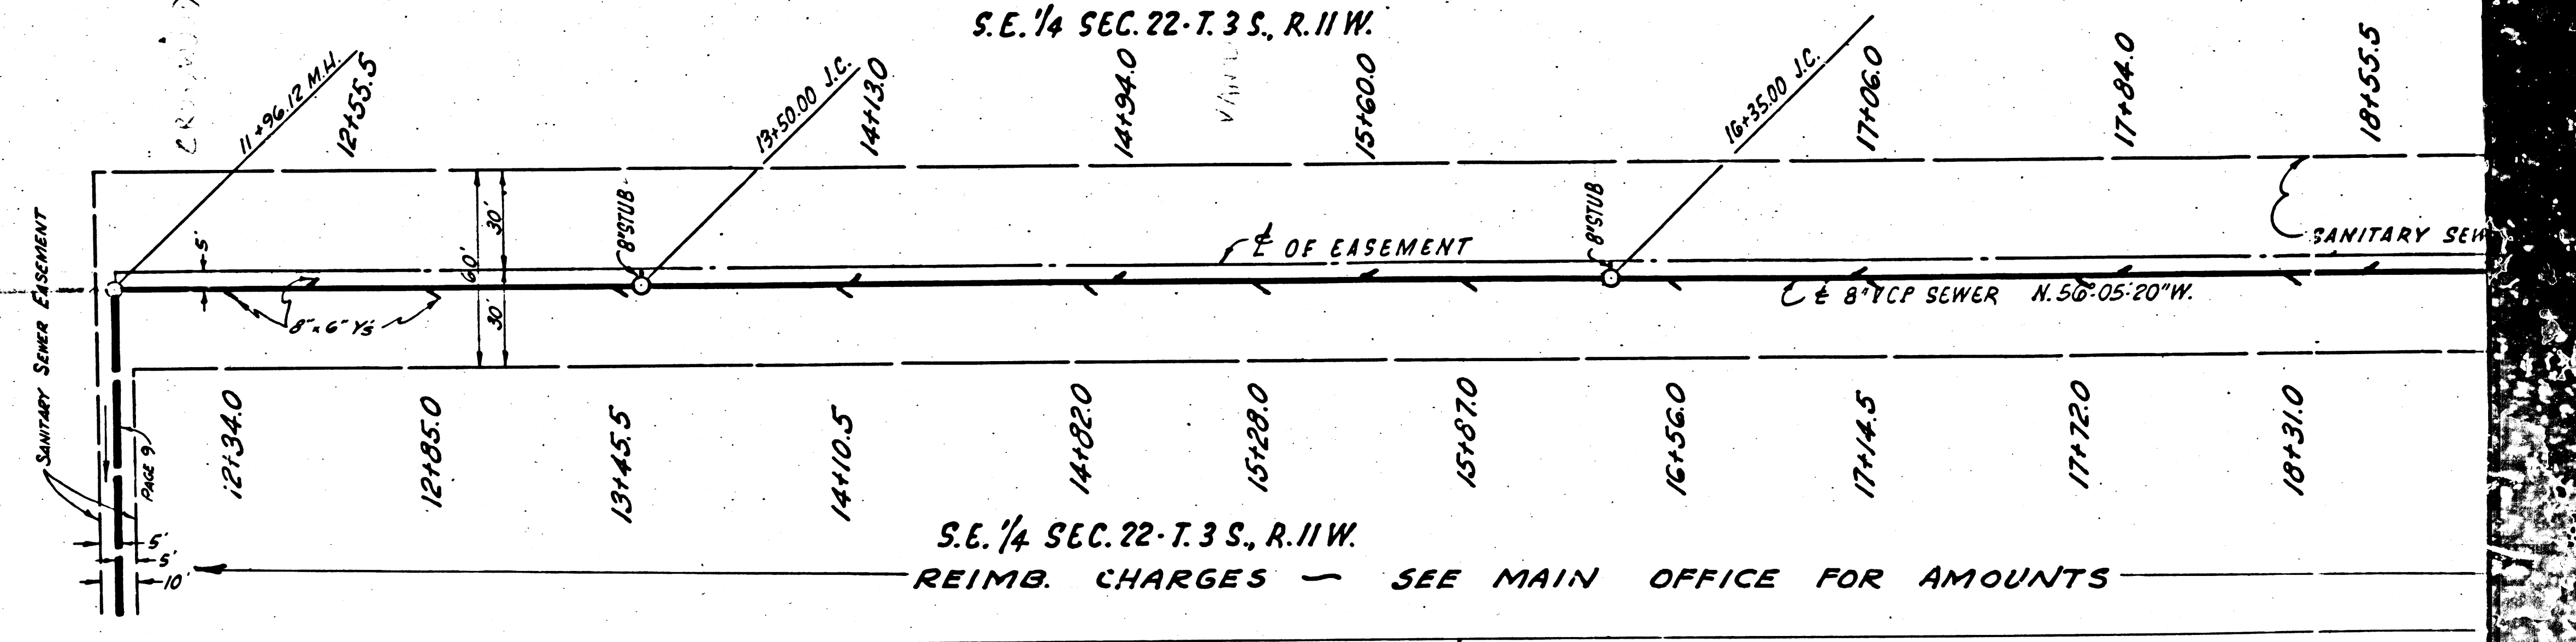 S.E. 1/4 SEC. 22-T. 3 S., R. 11 W.
11+96.12 M.H.
12+55.5
13+50.00 J.C.
14+13.0
14+94.0
15+60.0
16+35.00 J.C.
17+06.0
17+84.0
18+55.5
SANITARY SEWER EASEMENT
5'
60'
30'
30'
8" STUB
8" STUB
℄ OF EASEMENT
SANITARY SEW
8" x 6" Y's
℄ 8" VCP SEWER N. 56°-05'-20" W.
PAGE 9
12+34.0
12+85.0
13+45.5
14+10.5
14+82.0
15+28.0
15+87.0
16+56.0
17+14.5
17+72.0
18+31.0
S.E. 1/4 SEC. 22-T. 3 S., R. 11 W.
5'
5'
10'
REIMB. CHARGES — SEE MAIN OFFICE FOR AMOUNTS